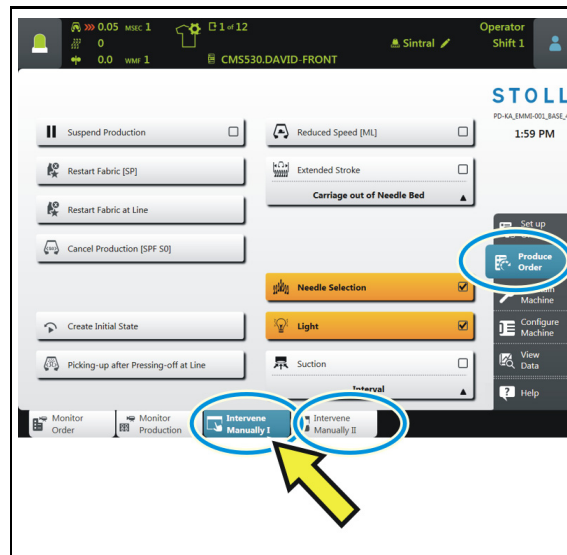 0.05 MSEC 1
1 of 12
0
0.0 WMF 1
CMS530.DAVID-FRONT
Sintral
Operator
Shift 1
STOLL
PD-KA_EMMI-001_BASE_
1:59 PM
Suspend Production
Reduced Speed [ML]
Restart Fabric [SP]
Extended Stroke
Carriage out of Needle Bed
Restart Fabric at Line
Cancel Production [SPF S0]
Needle Selection
Create Initial State
Light
Picking-up after Pressing-off at Line
Suction
Interval
Set up
Produce
Order
Machine
Configure
Machine
View
Data
Help
Monitor
Order
Monitor
Production
Intervene
Manually I
Intervene
Manually II